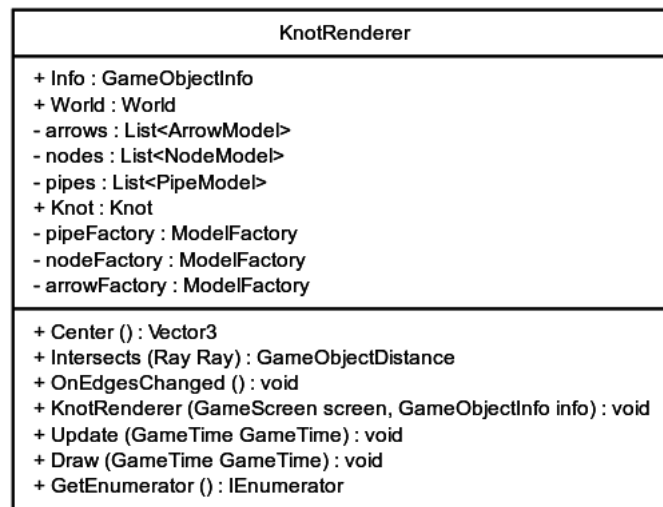 KnotRenderer
+ Info : GameObjectInfo
+ World : World
- arrows : List<ArrowModel>
- nodes : List<NodeModel>
- pipes : List<PipeModel>
+ Knot : Knot
- pipeFactory : ModelFactory
- nodeFactory : ModelFactory
- arrowFactory : ModelFactory
+ Center () : Vector3
+ Intersects (Ray Ray) : GameObjectDistance
+ OnEdgesChanged () : void
+ KnotRenderer (GameScreen screen, GameObjectInfo info) : void
+ Update (GameTime GameTime) : void
+ Draw (GameTime GameTime) : void
+ GetEnumerator () : IEnumerator